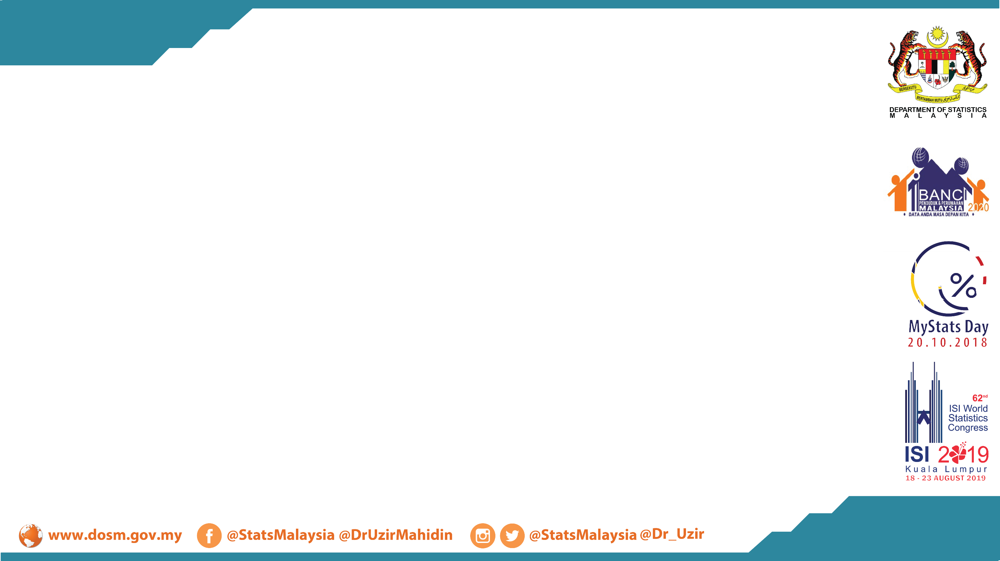 BERSEKUTU
BERTAMBAH MUTU
DEPARTMENT OF STATISTICS
MALAYSIA
BANCI
PENDUDUK & PERUMAHAN
MALAYSIA 2020
• DATA ANDA MASA DEPAN KITA •
%
MyStats Day
20.10.2018
62nd
ISI World
Statistics
Congress
ISI 2019
Kuala Lumpur
18 - 23 AUGUST 2019
www.dosm.gov.my @StatsMalaysia @DrUzirMahidin @StatsMalaysia @Dr_Uzir